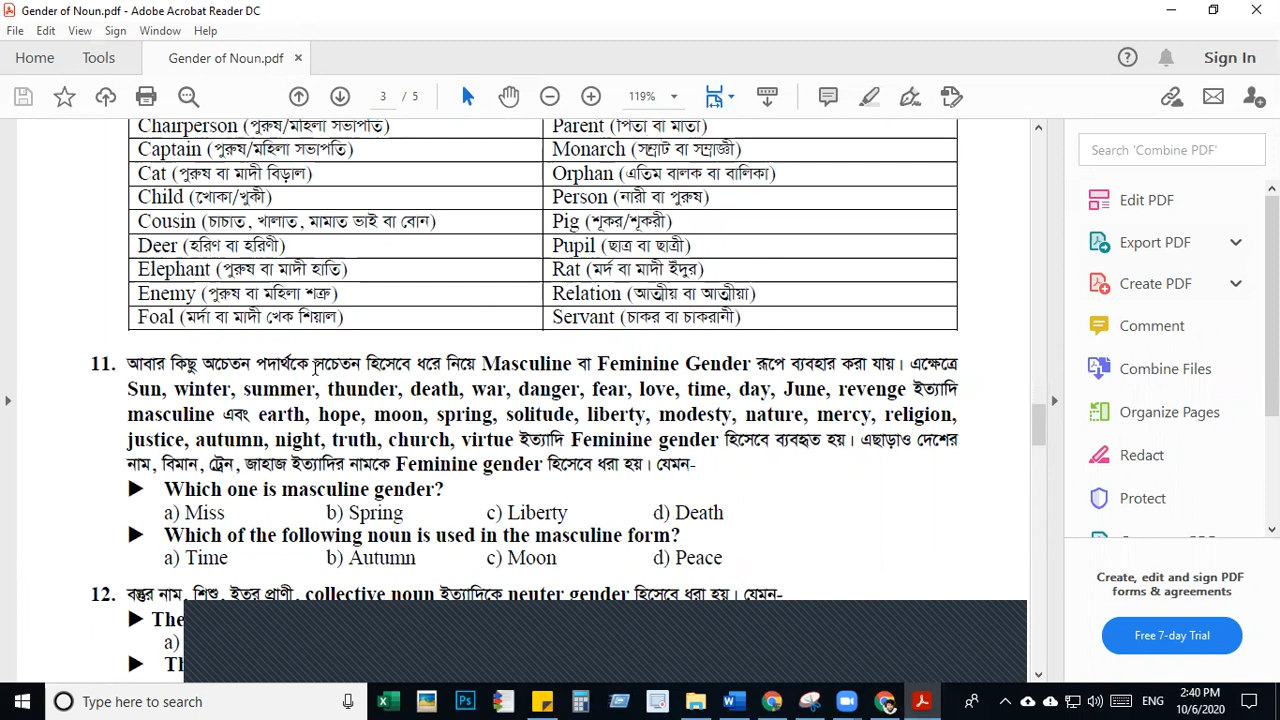 Gender of Noun.pdf - Adobe Acrobat Reader DC
File Edit View Sign Window Help
Home Tools Gender of Noun.pdf × Sign In
3 / 5 119%
Chairperson (পুরুষ/মহিলা সভাপতি) Parent (পিতা বা মাতা)
Captain (পুরুষ/মহিলা সভাপতি) Monarch (সম্রাট বা সম্রাজ্ঞী)
Cat (পুরুষ বা মাদী বিড়াল) Orphan (এতিম বালক বা বালিকা)
Child (খোকা/খুকী) Person (নারী বা পুরুষ)
Cousin (চাচাত, খালাত, মামাত ভাই বা বোন) Pig (শূকর/শূকরী)
Deer (হরিণ বা হরিণী) Pupil (ছাত্র বা ছাত্রী)
Elephant (পুরুষ বা মাদী হাতি) Rat (মর্দ বা মাদী ইঁদুর)
Enemy (পুরুষ বা মহিলা শত্রু) Relation (আত্মীয় বা আত্মীয়া)
Foal (মর্দা বা মাদী খেক শিয়াল) Servant (চাকর বা চাকরানী)
11. আবার কিছু অচেতন পদার্থকে সচেতন হিসেবে ধরে নিয়ে Masculine বা Feminine Gender রূপে ব্যবহার করা যায়। এক্ষেত্রে
Sun, winter, summer, thunder, death, war, danger, fear, love, time, day, June, revenge ইত্যাদি
masculine এবং earth, hope, moon, spring, solitude, liberty, modesty, nature, mercy, religion,
justice, autumn, night, truth, church, virtue ইত্যাদি Feminine gender হিসেবে ব্যবহৃত হয়। এছাড়াও দেশের
নাম, বিমান, ট্রেন, জাহাজ ইত্যাদির নামকে Feminine gender হিসেবে ধরা হয়। যেমন-
Which one is masculine gender?
a) Miss b) Spring c) Liberty d) Death
Which of the following noun is used in the masculine form?
a) Time b) Autumn c) Moon d) Peace
12. বস্তুর নাম, শিশু, ইতর প্রাণী, collective noun ইত্যাদিকে neuter gender হিসেবে ধরা হয়। যেমন-
The
a)
Th
Search 'Combine PDF'
Edit PDF
Export PDF
Create PDF
Comment
Combine Files
Organize Pages
Redact
Protect
Create, edit and sign PDF
forms & agreements
Free 7-day Trial
Type here to search
ENG
2:40 PM
10/6/2020